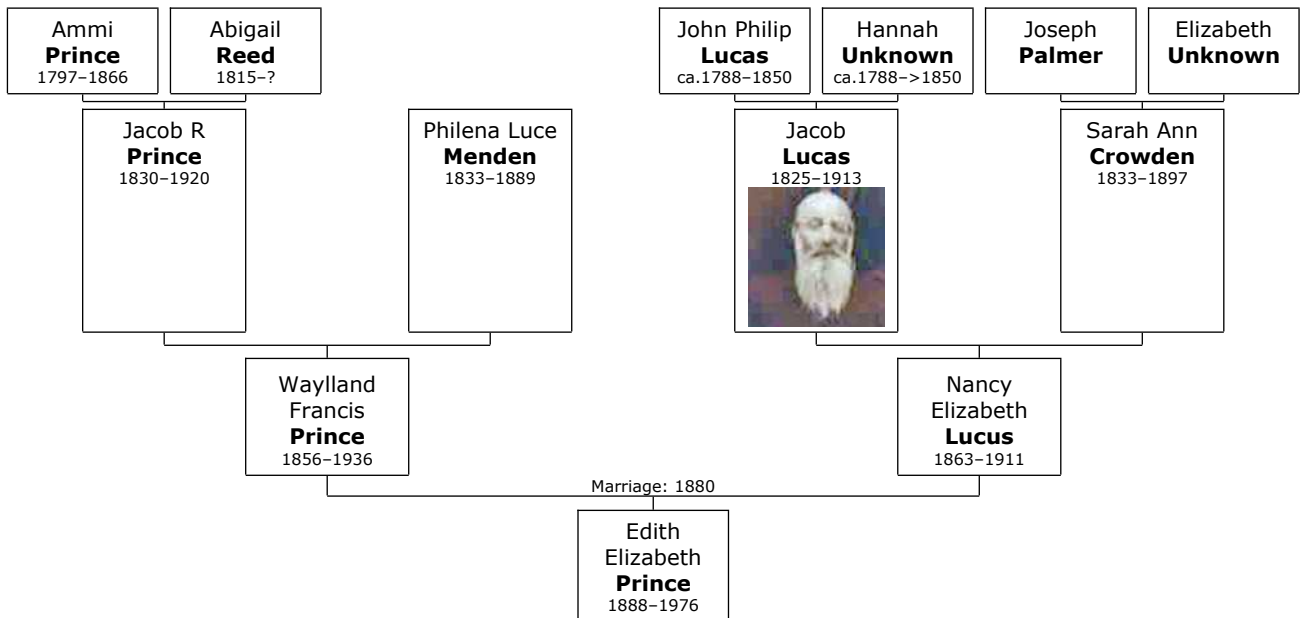 Ammi
Prince
1797–1866
Abigail
Reed
1815–?
John Philip
Lucas
ca.1788–1850
Hannah
Unknown
ca.1788–>1850
Joseph
Palmer
Elizabeth
Unknown
Jacob R
Prince
1830–1920
Philena Luce
Menden
1833–1889
Jacob
Lucas
1825–1913
Sarah Ann
Crowden
1833–1897
Waylland
Francis
Prince
1856–1936
Nancy
Elizabeth
Lucus
1863–1911
Marriage: 1880
Edith
Elizabeth
Prince
1888–1976